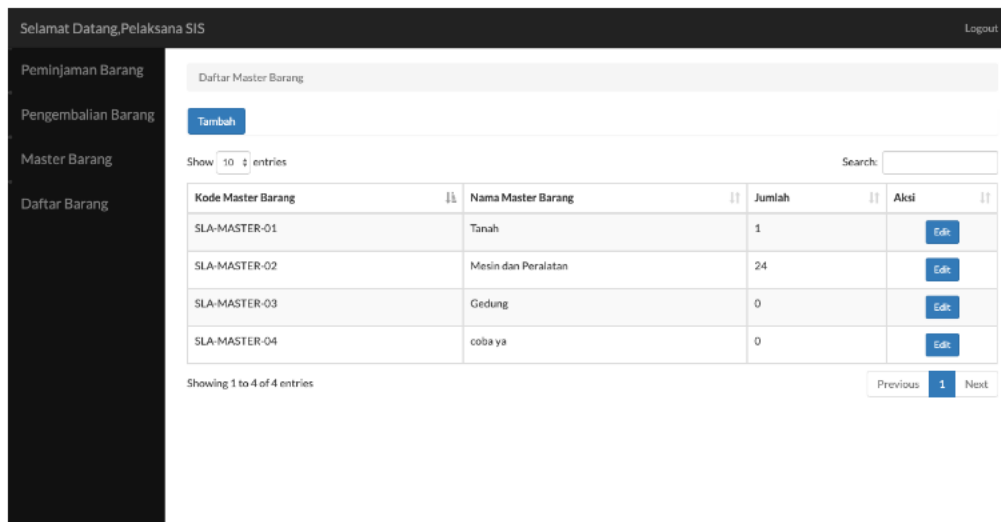 Selamat Datang,Pelaksana SIS Logout
Peminjaman Barang
Pengembalian Barang
Master Barang
Daftar Barang
Daftar Master Barang
Tambah
Show 10 entries Search:
Kode Master Barang Nama Master Barang Jumlah Aksi
SLA-MASTER-01 Tanah 1 Edit
SLA-MASTER-02 Mesin dan Peralatan 24 Edit
SLA-MASTER-03 Gedung 0 Edit
SLA-MASTER-04 coba ya 0 Edit
Showing 1 to 4 of 4 entries Previous 1 Next